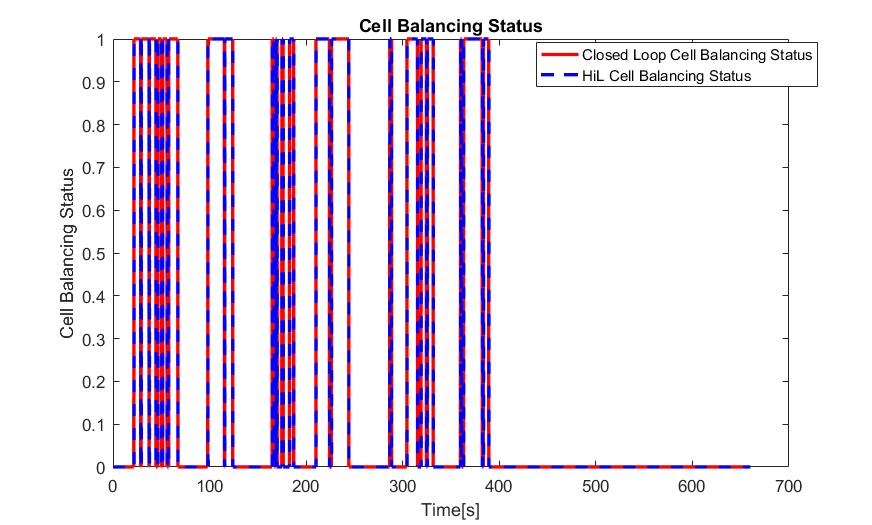 Cell Balancing Status
Closed Loop Cell Balancing Status
HiL Cell Balancing Status
Cell Balancing Status
1
0.9
0.8
0.7
0.6
0.5
0.4
0.3
0.2
0.1
0
0 100 200 300 400 500 600 700
Time[s]